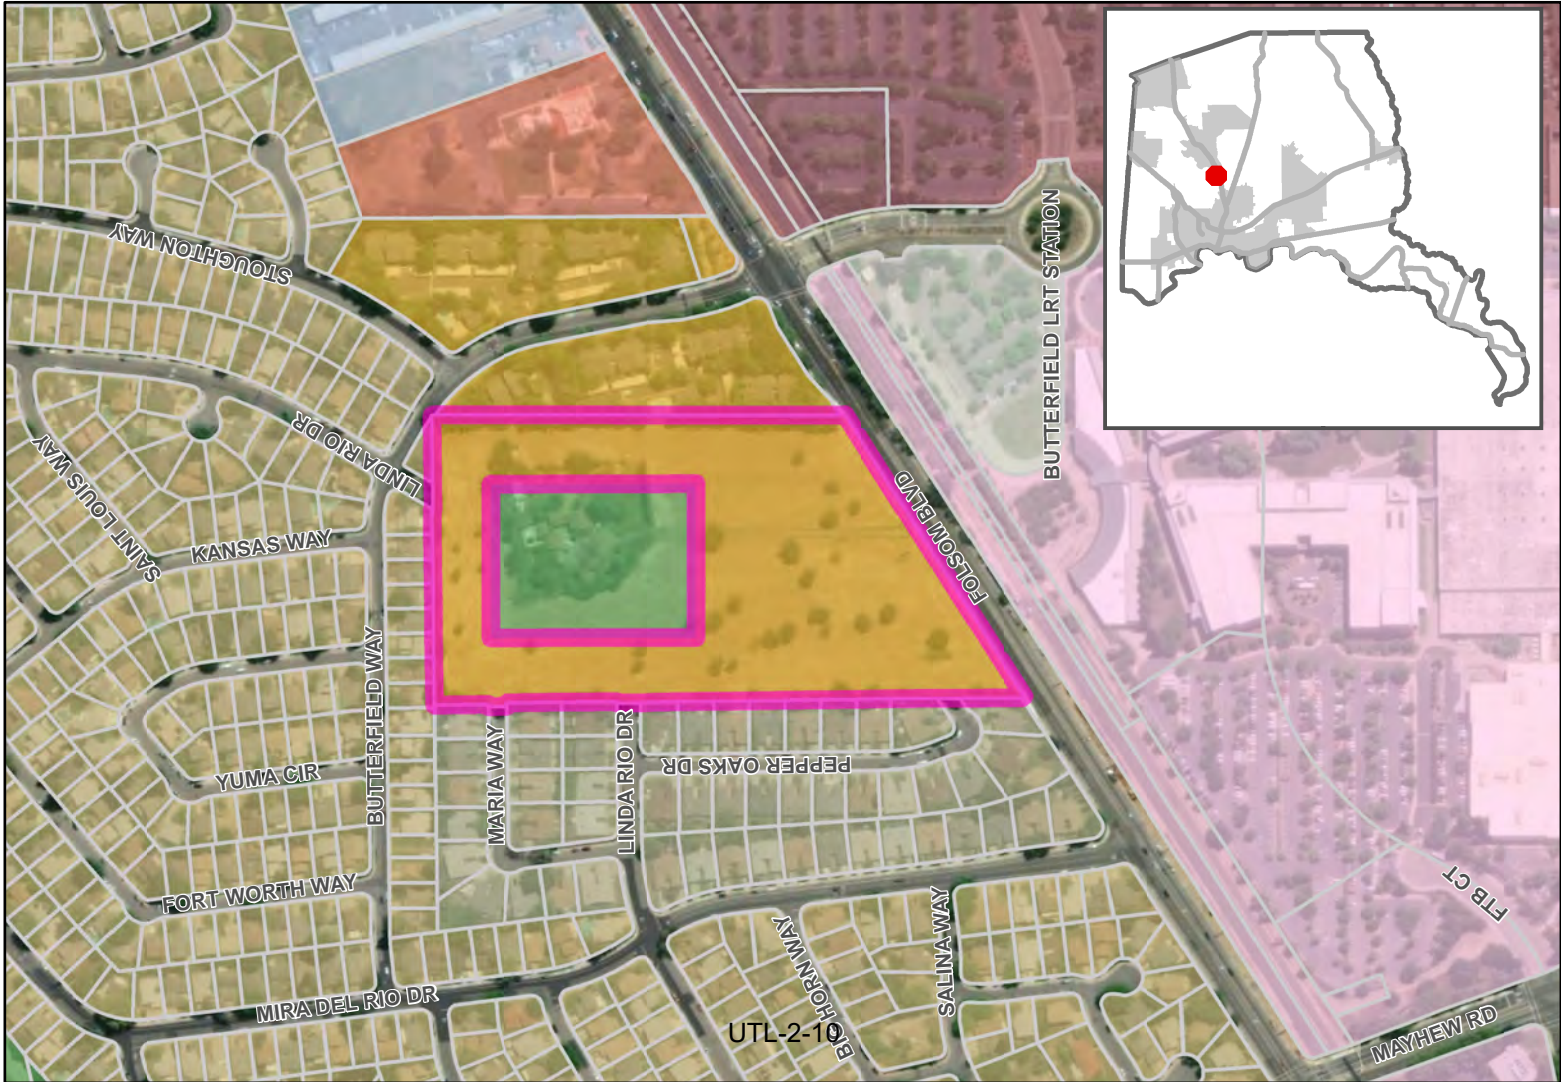 STOUGHTON WAY
BUTTERFIELD LRT STATION
LINDA RIO DR
SAINT LOUIS WAY
KANSAS WAY
FOLSOM BLVD
BUTTERFIELD WAY
YUMA CIR
MARIA WAY
LINDA RIO DR
PEPPER OAKS DR
FORT WORTH WAY
FTB CT
BIG HORN WAY
SALINA WAY
MIRA DEL RIO DR
UTL-2-10
MAYHEW RD